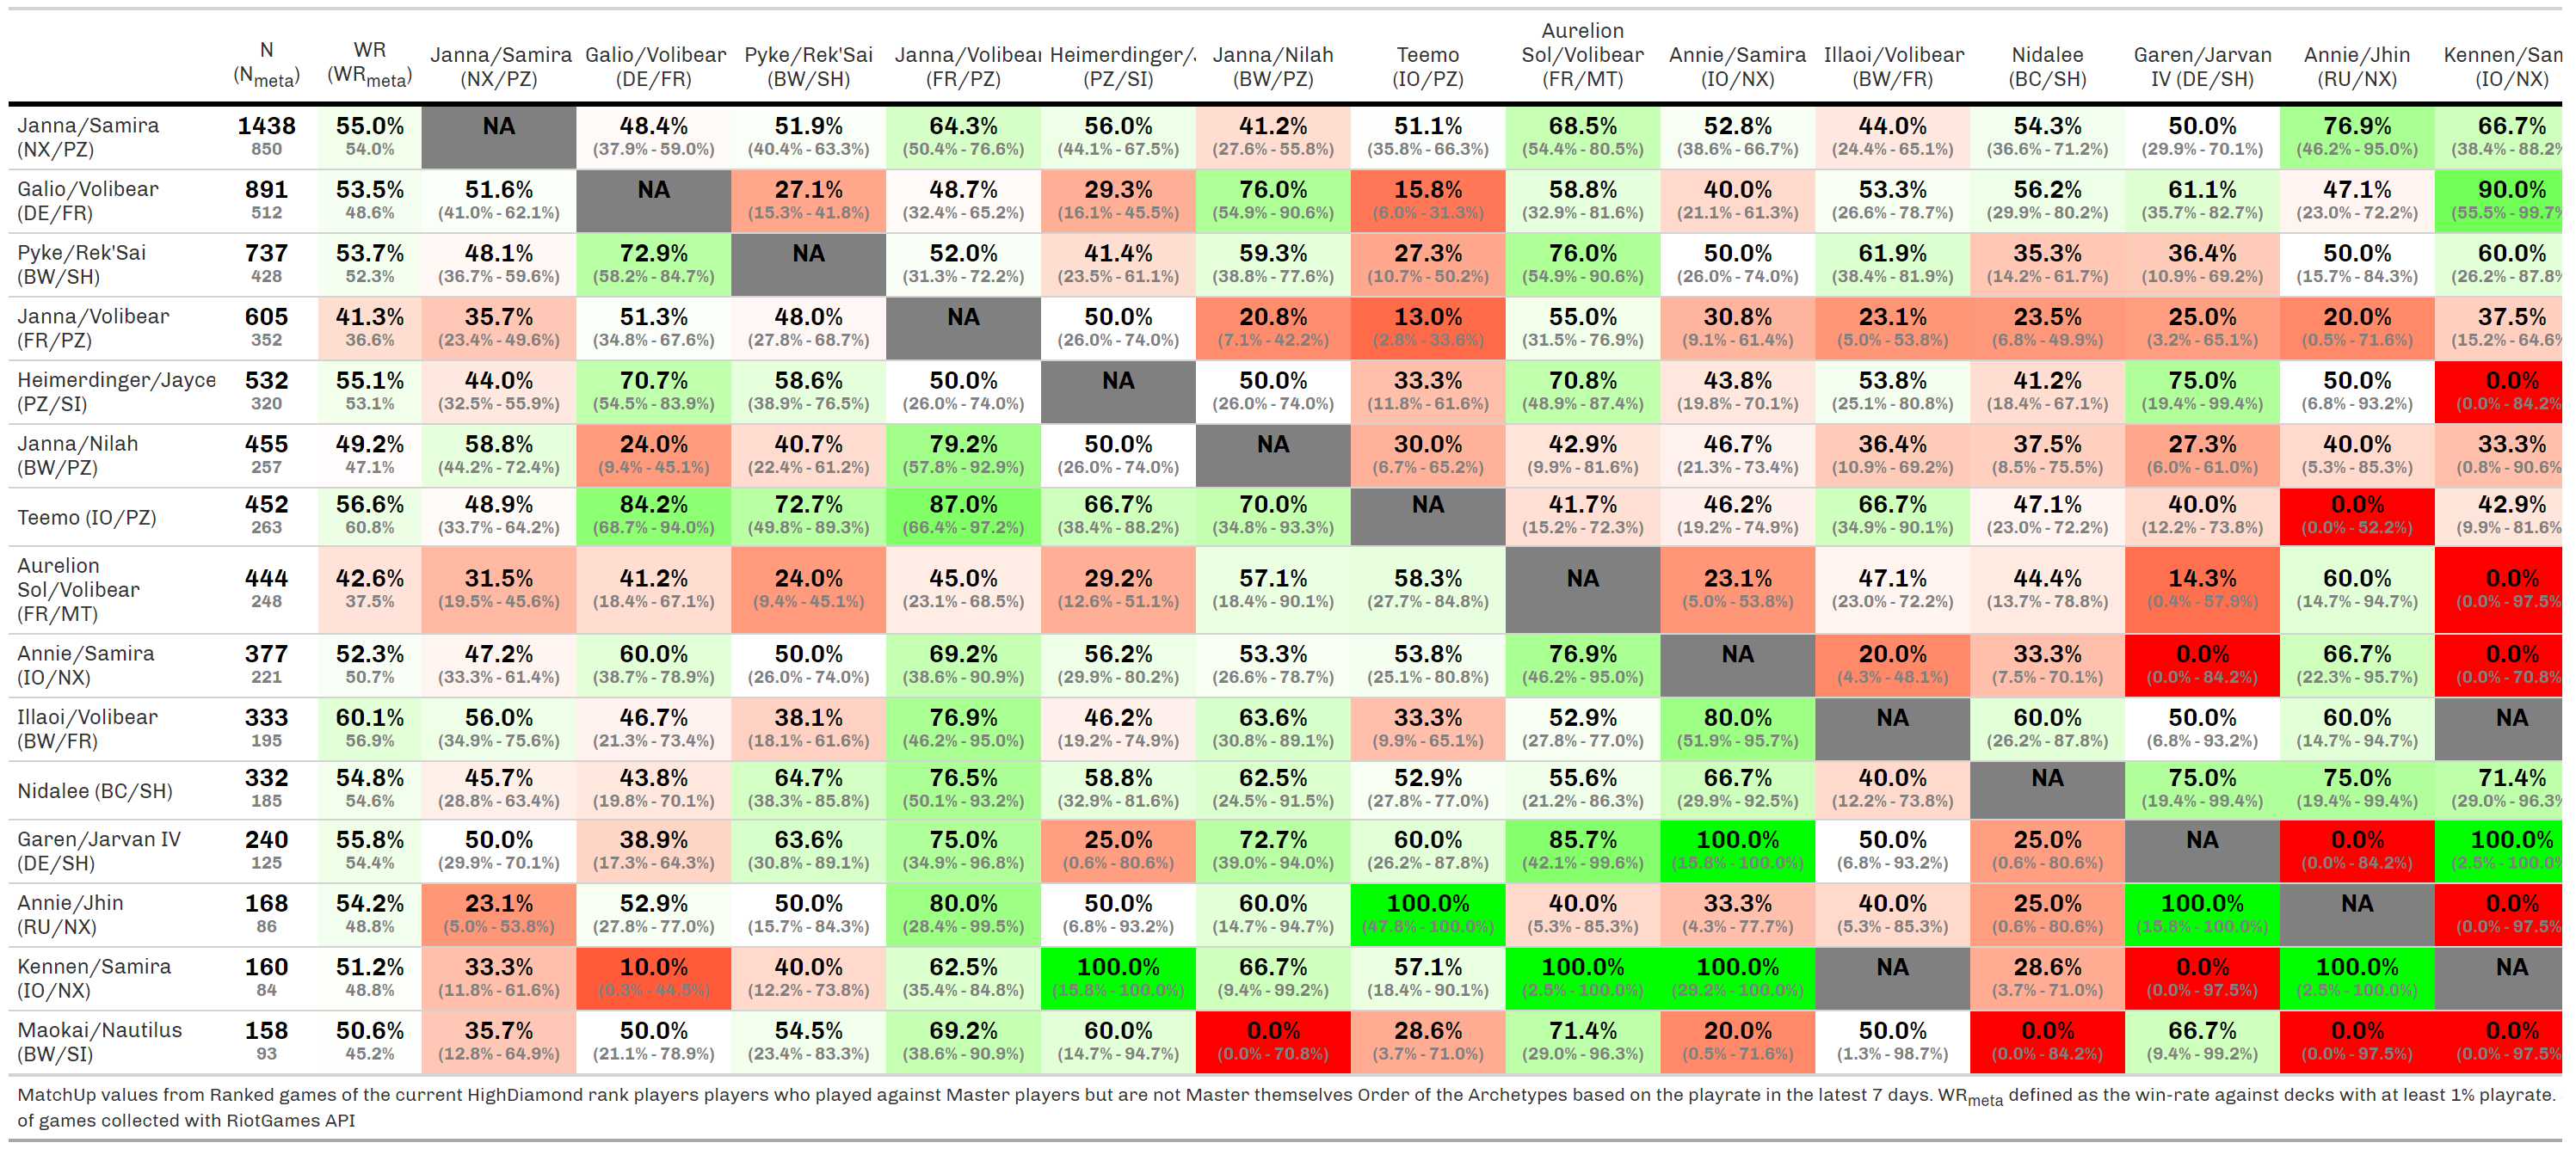 N (Nmeta) WR (WRmeta) Janna/Samira (NX/PZ) Galio/Volibear (DE/FR) Pyke/Rek'Sai (BW/SH) Janna/Volibear (FR/PZ) Heimerdinger/J (PZ/SI) Janna/Nilah (BW/PZ) Teemo (IO/PZ) Aurelion Sol/Volibear (FR/MT) Annie/Samira (IO/NX) Illaoi/Volibear (BW/FR) Nidalee (BC/SH) Garen/Jarvan IV (DE/SH) Annie/Jhin (RU/NX) Kennen/Sam (IO/NX)
Janna/Samira 1438 55.0% NA 48.4% 51.9% 64.3% 56.0% 41.2% 51.1% 68.5% 52.8% 44.0% 54.3% 50.0% 76.9% 66.7%
(NX/PZ) 850 54.0% (37.9% - 59.0%) (40.4% - 63.3%) (50.4% - 76.6%) (44.1% - 67.5%) (27.6% - 55.8%) (35.8% - 66.3%) (54.4% - 80.5%) (38.6% - 66.7%) (24.4% - 65.1%) (36.6% - 71.2%) (29.9% - 70.1%) (46.2% - 95.0%) (38.4% - 88.2%
Galio/Volibear 891 53.5% 51.6% NA 27.1% 48.7% 29.3% 76.0% 15.8% 58.8% 40.0% 53.3% 56.2% 61.1% 47.1% 90.0%
(DE/FR) 512 48.6% (41.0% - 62.1%) (15.3% - 41.8%) (32.4% - 65.2%) (16.1% - 45.5%) (54.9% - 90.6%) (6.0% - 31.3%) (32.9% - 81.6%) (21.1% - 61.3%) (26.6% - 78.7%) (29.9% - 80.2%) (35.7% - 82.7%) (23.0% - 72.2%) (55.5% - 99.7%
Pyke/Rek'Sai 737 53.7% 48.1% 72.9% NA 52.0% 41.4% 59.3% 27.3% 76.0% 50.0% 61.9% 35.3% 36.4% 50.0% 60.0%
(BW/SH) 428 52.3% (36.7% - 59.6%) (58.2% - 84.7%) (31.3% - 72.2%) (23.5% - 61.1%) (38.8% - 77.6%) (10.7% - 50.2%) (54.9% - 90.6%) (26.0% - 74.0%) (38.4% - 81.9%) (14.2% - 61.7%) (10.9% - 69.2%) (15.7% - 84.3%) (26.2% - 87.8%
Janna/Volibear 605 41.3% 35.7% 51.3% 48.0% NA 50.0% 20.8% 13.0% 55.0% 30.8% 23.1% 23.5% 25.0% 20.0% 37.5%
(FR/PZ) 352 36.6% (23.4% - 49.6%) (34.8% - 67.6%) (27.8% - 68.7%) (26.0% - 74.0%) (7.1% - 42.2%) (2.8% - 33.6%) (31.5% - 76.9%) (9.1% - 61.4%) (5.0% - 53.8%) (6.8% - 49.9%) (3.2% - 65.1%) (0.5% - 71.6%) (15.2% - 64.6%
Heimerdinger/Jayce 532 55.1% 44.0% 70.7% 58.6% 50.0% NA 50.0% 33.3% 70.8% 43.8% 53.8% 41.2% 75.0% 50.0% 0.0%
(PZ/SI) 320 53.1% (32.5% - 55.9%) (54.5% - 83.9%) (38.9% - 76.5%) (26.0% - 74.0%) (26.0% - 74.0%) (11.8% - 61.6%) (48.9% - 87.4%) (19.8% - 70.1%) (25.1% - 80.8%) (18.4% - 67.1%) (19.4% - 99.4%) (6.8% - 93.2%) (0.0% - 84.2%
Janna/Nilah 455 49.2% 58.8% 24.0% 40.7% 79.2% 50.0% NA 30.0% 42.9% 46.7% 36.4% 37.5% 27.3% 40.0% 33.3%
(BW/PZ) 257 47.1% (44.2% - 72.4%) (9.4% - 45.1%) (22.4% - 61.2%) (57.8% - 92.9%) (26.0% - 74.0%) (6.7% - 65.2%) (9.9% - 81.6%) (21.3% - 73.4%) (10.9% - 69.2%) (8.5% - 75.5%) (6.0% - 61.0%) (5.3% - 85.3%) (0.8% - 90.6%
Teemo (IO/PZ) 452 56.6% 48.9% 84.2% 72.7% 87.0% 66.7% 70.0% NA 41.7% 46.2% 66.7% 47.1% 40.0% 0.0% 42.9%
263 60.8% (33.7% - 64.2%) (68.7% - 94.0%) (49.8% - 89.3%) (66.4% - 97.2%) (38.4% - 88.2%) (34.8% - 93.3%) (15.2% - 72.3%) (19.2% - 74.9%) (34.9% - 90.1%) (23.0% - 72.2%) (12.2% - 73.8%) (0.0% - 52.2%) (9.9% - 81.6%
Aurelion
Sol/Volibear 444 42.6% 31.5% 41.2% 24.0% 45.0% 29.2% 57.1% 58.3% NA 23.1% 47.1% 44.4% 14.3% 60.0% 0.0%
(FR/MT) 248 37.5% (19.5% - 45.6%) (18.4% - 67.1%) (9.4% - 45.1%) (23.1% - 68.5%) (12.6% - 51.1%) (18.4% - 90.1%) (27.7% - 84.8%) (5.0% - 53.8%) (23.0% - 72.2%) (13.7% - 78.8%) (0.4% - 57.9%) (14.7% - 94.7%) (0.0% - 97.5%
Annie/Samira 377 52.3% 47.2% 60.0% 50.0% 69.2% 56.2% 53.3% 53.8% 76.9% NA 20.0% 33.3% 0.0% 66.7% 0.0%
(IO/NX) 221 50.7% (33.3% - 61.4%) (38.7% - 78.9%) (26.0% - 74.0%) (38.6% - 90.9%) (29.9% - 80.2%) (26.6% - 78.7%) (25.1% - 80.8%) (46.2% - 95.0%) (4.3% - 48.1%) (7.5% - 70.1%) (0.0% - 84.2%) (22.3% - 95.7%) (0.0% - 70.8%
Illaoi/Volibear 333 60.1% 56.0% 46.7% 38.1% 76.9% 46.2% 63.6% 33.3% 52.9% 80.0% NA 60.0% 50.0% 60.0% NA
(BW/FR) 195 56.9% (34.9% - 75.6%) (21.3% - 73.4%) (18.1% - 61.6%) (46.2% - 95.0%) (19.2% - 74.9%) (30.8% - 89.1%) (9.9% - 65.1%) (27.8% - 77.0%) (51.9% - 95.7%) (26.2% - 87.8%) (6.8% - 93.2%) (14.7% - 94.7%)
Nidalee (BC/SH) 332 54.8% 45.7% 43.8% 64.7% 76.5% 58.8% 62.5% 52.9% 55.6% 66.7% 40.0% NA 75.0% 75.0% 71.4%
185 54.6% (28.8% - 63.4%) (19.8% - 70.1%) (38.3% - 85.8%) (50.1% - 93.2%) (32.9% - 81.6%) (24.5% - 91.5%) (27.8% - 77.0%) (21.2% - 86.3%) (29.9% - 92.5%) (12.2% - 73.8%) (19.4% - 99.4%) (19.4% - 99.4%) (29.0% - 96.3%
Garen/Jarvan IV 240 55.8% 50.0% 38.9% 63.6% 75.0% 25.0% 72.7% 60.0% 85.7% 100.0% 50.0% 25.0% NA 0.0% 100.0%
(DE/SH) 125 54.4% (29.9% - 70.1%) (17.3% - 64.3%) (30.8% - 89.1%) (34.9% - 96.8%) (0.6% - 80.6%) (39.0% - 94.0%) (26.2% - 87.8%) (42.1% - 99.6%) (15.8% - 100.0%) (6.8% - 93.2%) (0.6% - 80.6%) (0.0% - 84.2%) (2.5% - 100.0%
Annie/Jhin 168 54.2% 23.1% 52.9% 50.0% 80.0% 50.0% 60.0% 100.0% 40.0% 33.3% 40.0% 25.0% 100.0% NA 0.0%
(RU/NX) 86 48.8% (5.0% - 53.8%) (27.8% - 77.0%) (15.7% - 84.3%) (28.4% - 99.5%) (6.8% - 93.2%) (14.7% - 94.7%) (47.8% - 100.0%) (5.3% - 85.3%) (4.3% - 77.7%) (5.3% - 85.3%) (0.6% - 80.6%) (15.8% - 100.0%) (0.0% - 97.5%
Kennen/Samira 160 51.2% 33.3% 10.0% 40.0% 62.5% 100.0% 66.7% 57.1% 100.0% 100.0% NA 28.6% 0.0% 100.0% NA
(IO/NX) 84 48.8% (11.8% - 61.6%) (0.3% - 44.5%) (12.2% - 73.8%) (35.4% - 84.8%) (15.8% - 100.0%) (9.4% - 99.2%) (18.4% - 90.1%) (2.5% - 100.0%) (29.2% - 100.0%) (3.7% - 71.0%) (0.0% - 97.5%) (2.5% - 100.0%)
Maokai/Nautilus 158 50.6% 35.7% 50.0% 54.5% 69.2% 60.0% 0.0% 28.6% 71.4% 20.0% 50.0% 0.0% 66.7% 0.0% 0.0%
(BW/SI) 93 45.2% (12.8% - 64.9%) (21.1% - 78.9%) (23.4% - 83.3%) (38.6% - 90.9%) (14.7% - 94.7%) (0.0% - 70.8%) (3.7% - 71.0%) (29.0% - 96.3%) (0.5% - 71.6%) (1.3% - 98.7%) (0.0% - 84.2%) (9.4% - 99.2%) (0.0% - 97.5%) (0.0% - 97.5%
MatchUp values from Ranked games of the current HighDiamond rank players players who played against Master players but are not Master themselves Order of the Archetypes based on the playrate in the latest 7 days. WRmeta defined as the win-rate against decks with at least 1% playrate.
of games collected with RiotGames API